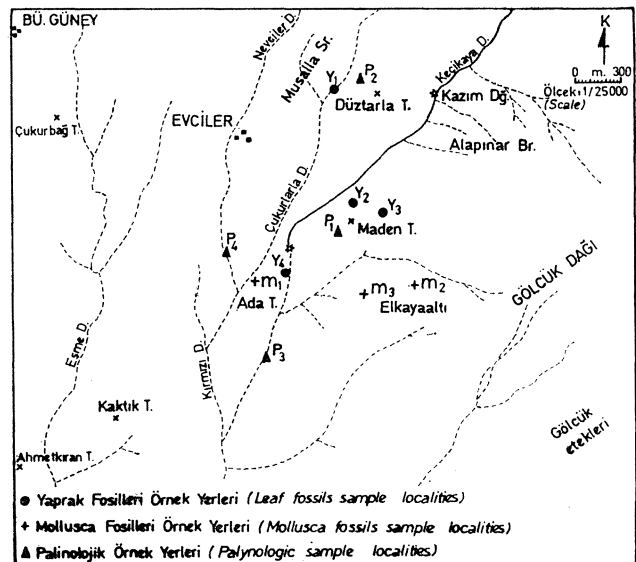 BÜ. GÜNEY
Nevciler D.
Musalla Sr.
Keçikaya D.
K
0 m. 300
Ölçek: 1/25000
(Scale)
Y1
P2
Düztarla T.
Kazım Dğ.
Çukurbağ T.
EVCİLER
Alapınar Br.
Çukurtarla D.
Y2
Y3
P1
Maden T.
P4
Y4
m1
Ada T.
m3
m2
Elkayaaltı
GÖLCÜK DAĞI
Eşme D.
Kırmızı D.
P3
Kaktık T.
Gölcük
etekleri
Ahmetkıran T.
Yaprak Fosilleri Örnek Yerleri (Leaf fossils sample localities)
Mollusca Fosilleri Örnek Yerleri (Mollusca fossils sample localities)
Palinolojik Örnek Yerleri (Palynologic sample localities)